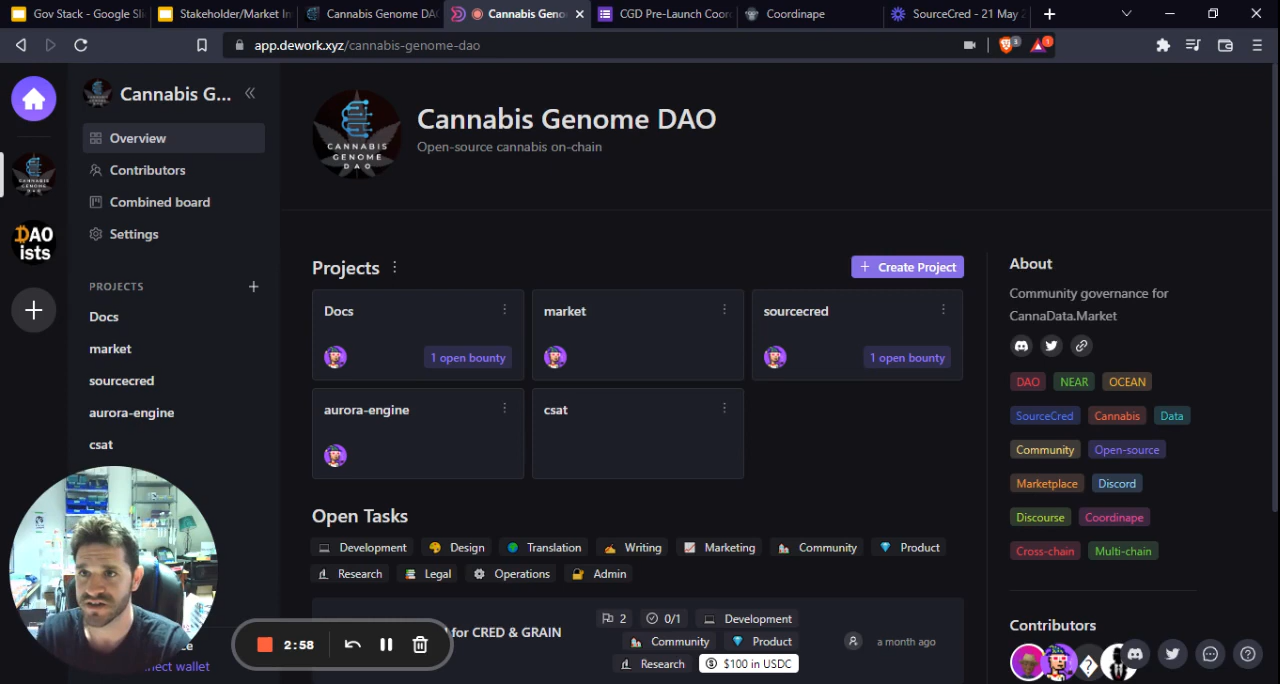 Gov Stack - Google Sli
Stakeholder/Market In
Cannabis Genome DAO
Cannabis Geno
CGD Pre-Launch Coor
Coordinape
SourceCred - 21 May 2
app.dework.xyz/cannabis-genome-dao
3
1
Cannabis G...
Overview
Contributors
Combined board
Settings
DAO
ists
PROJECTS
Docs
market
sourcecred
aurora-engine
csat
nect wallet
CANNABIS
GENOME
DAO
Cannabis Genome DAO
Open-source cannabis on-chain
Projects
Create Project
Docs
1 open bounty
market
sourcecred
1 open bounty
aurora-engine
csat
Open Tasks
Development
Design
Translation
Writing
Marketing
Community
Product
Research
Legal
Operations
Admin
for CRED & GRAIN
2
0/1
Development
Community
Product
Research
$100 in USDC
a month ago
2:58
About
Community governance for
CannaData.Market
DAO
NEAR
OCEAN
SourceCred
Cannabis
Data
Community
Open-source
Marketplace
Discord
Discourse
Coordinape
Cross-chain
Multi-chain
Contributors